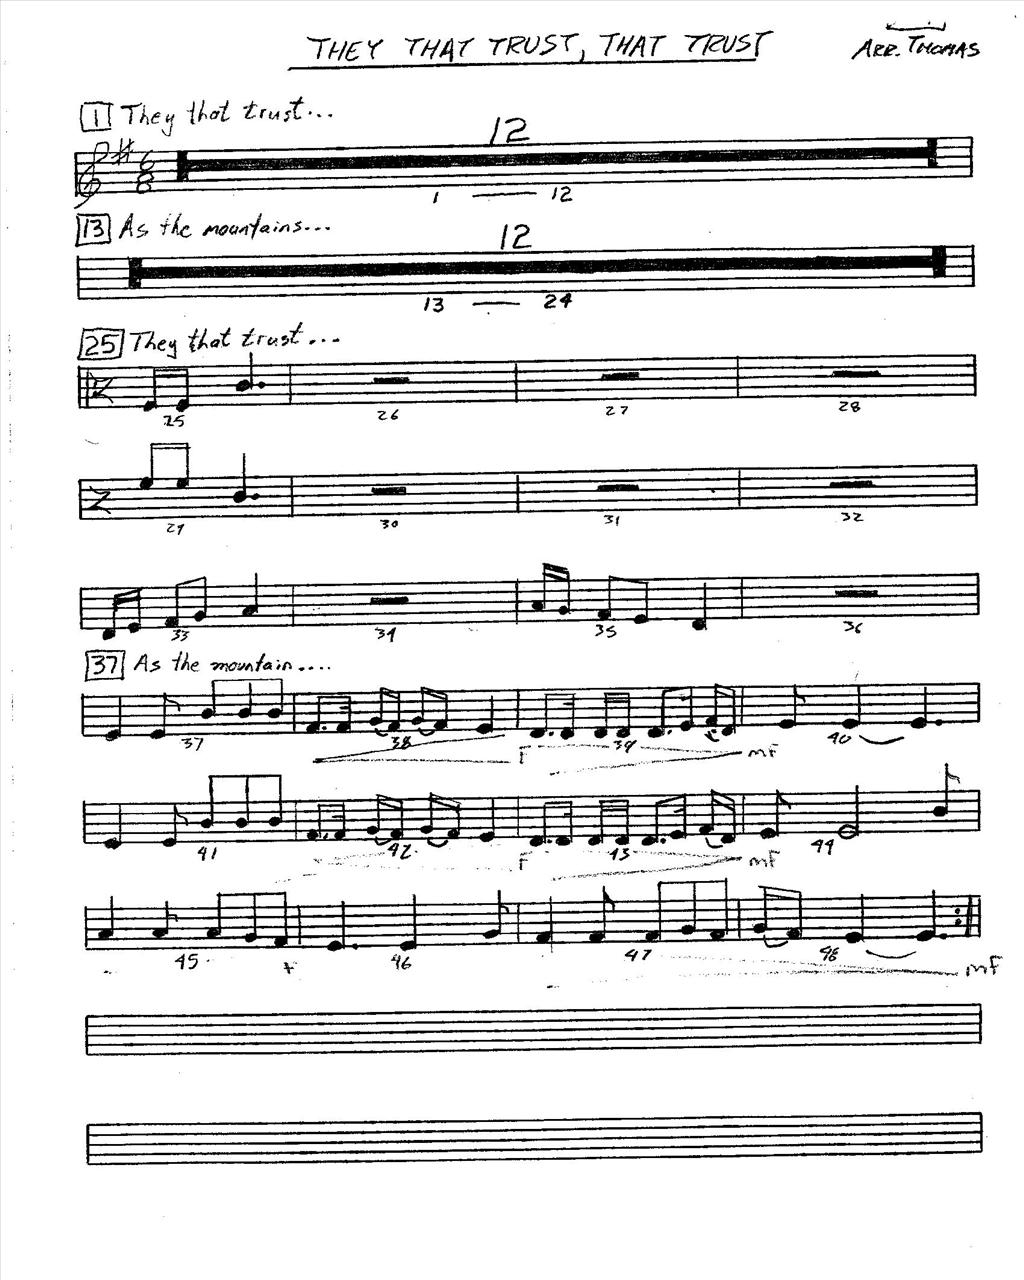 THEY THAT TRUST, THAT TRUST
ARR. THOMAS
1 They that trust...
12
6
8
1 — 12
13 As the mountains...
12
13 — 24
25 They that trust...
25 26 27 28
29 30 31 32
33 34 35 36
37 As the mountain....
37 38 39 40
F mF
41 42 43 44
F mF
45 46 47 48
mF